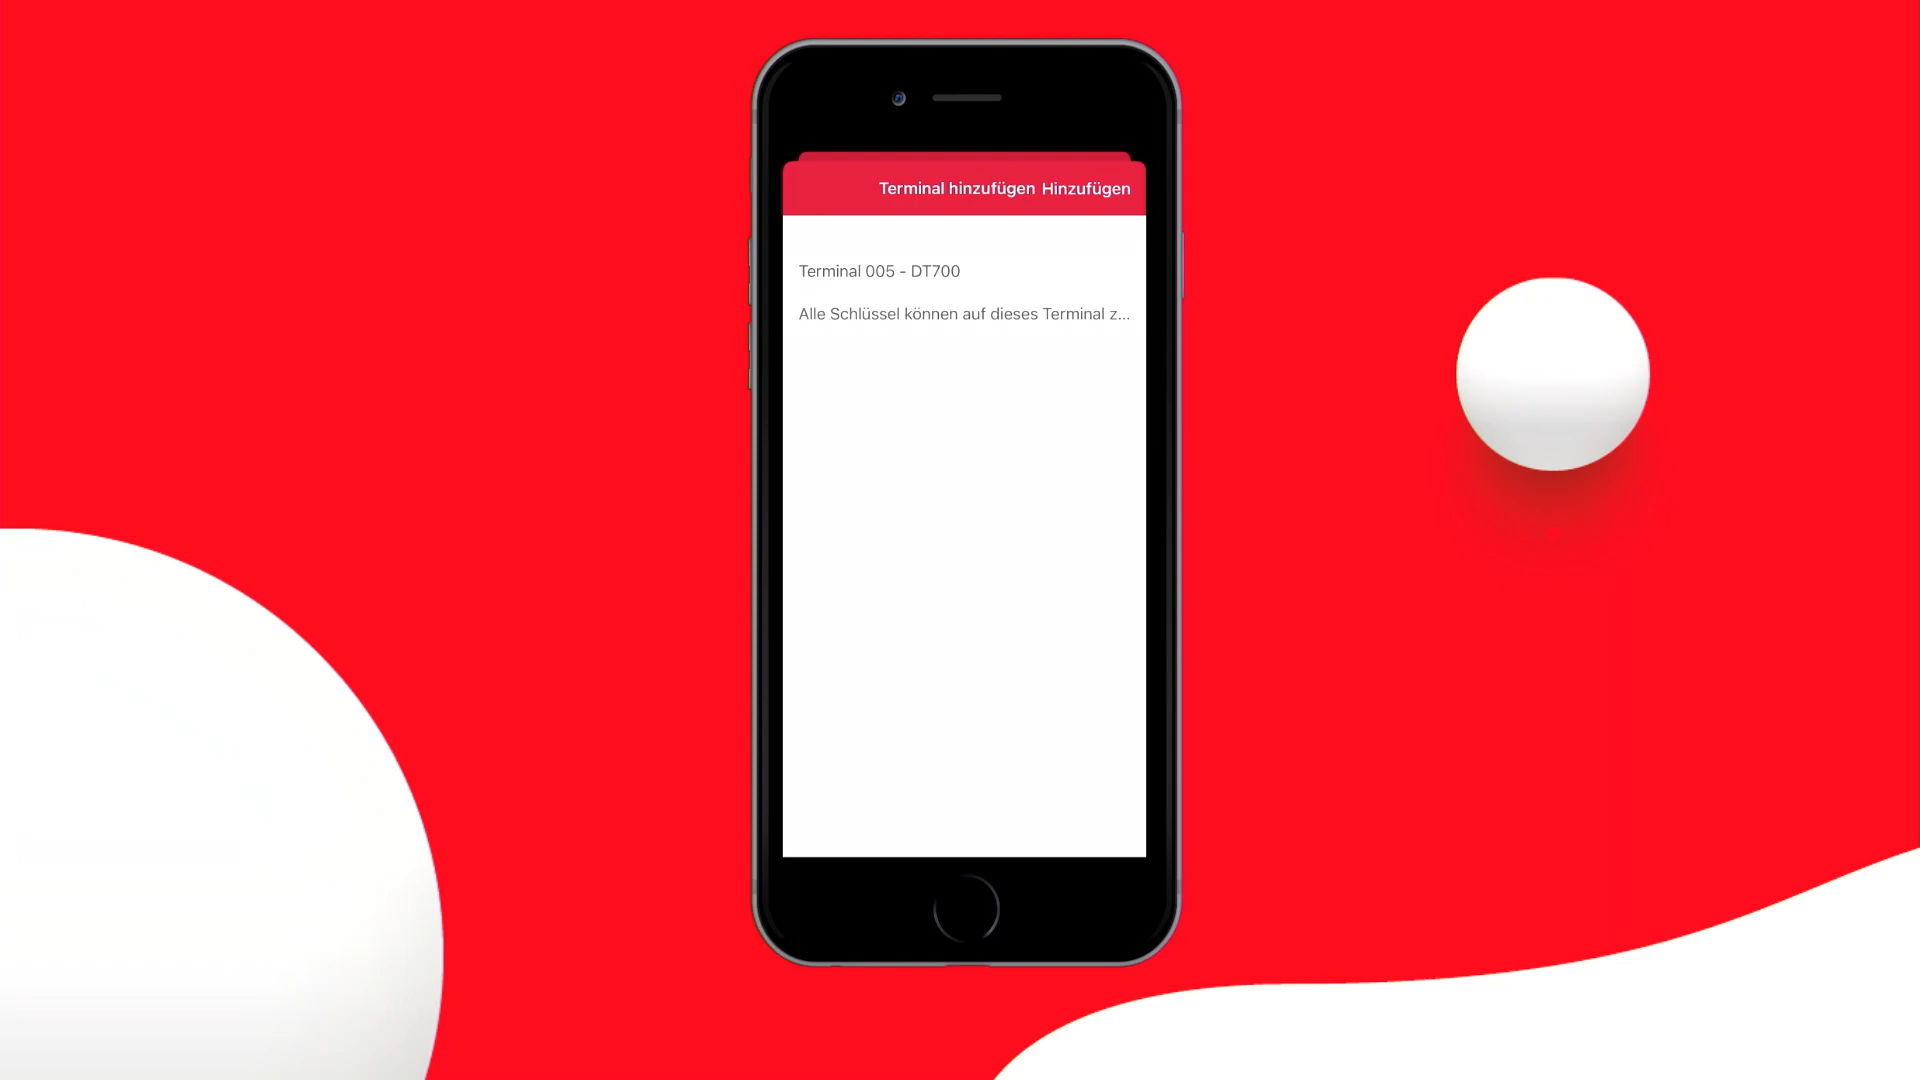 Terminal hinzufügen Hinzufügen
Terminal 005 - DT700
Alle Schlüssel können auf dieses Terminal z...